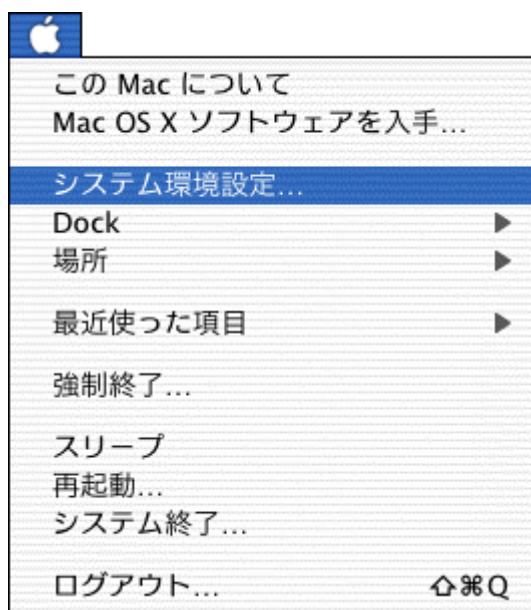 この Mac について
Mac OS X ソフトウェアを入手...
システム環境設定...
Dock
場所
最近使った項目
強制終了...
スリープ
再起動...
システム終了...
ログアウト... ⇧⌘Q